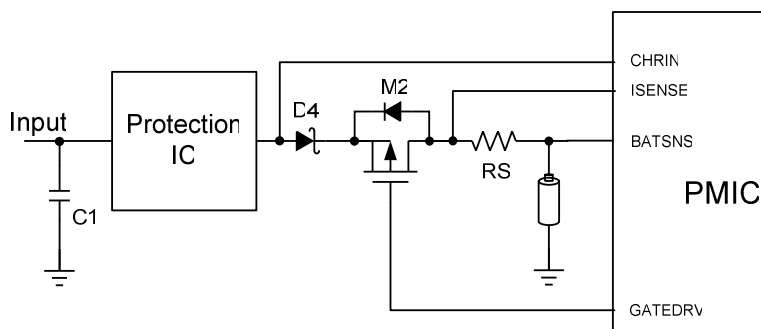 CHRIN
M2
ISENSE
D4
Input
Protection
IC
BATSNS
RS
PMIC
C1
GATEDRV